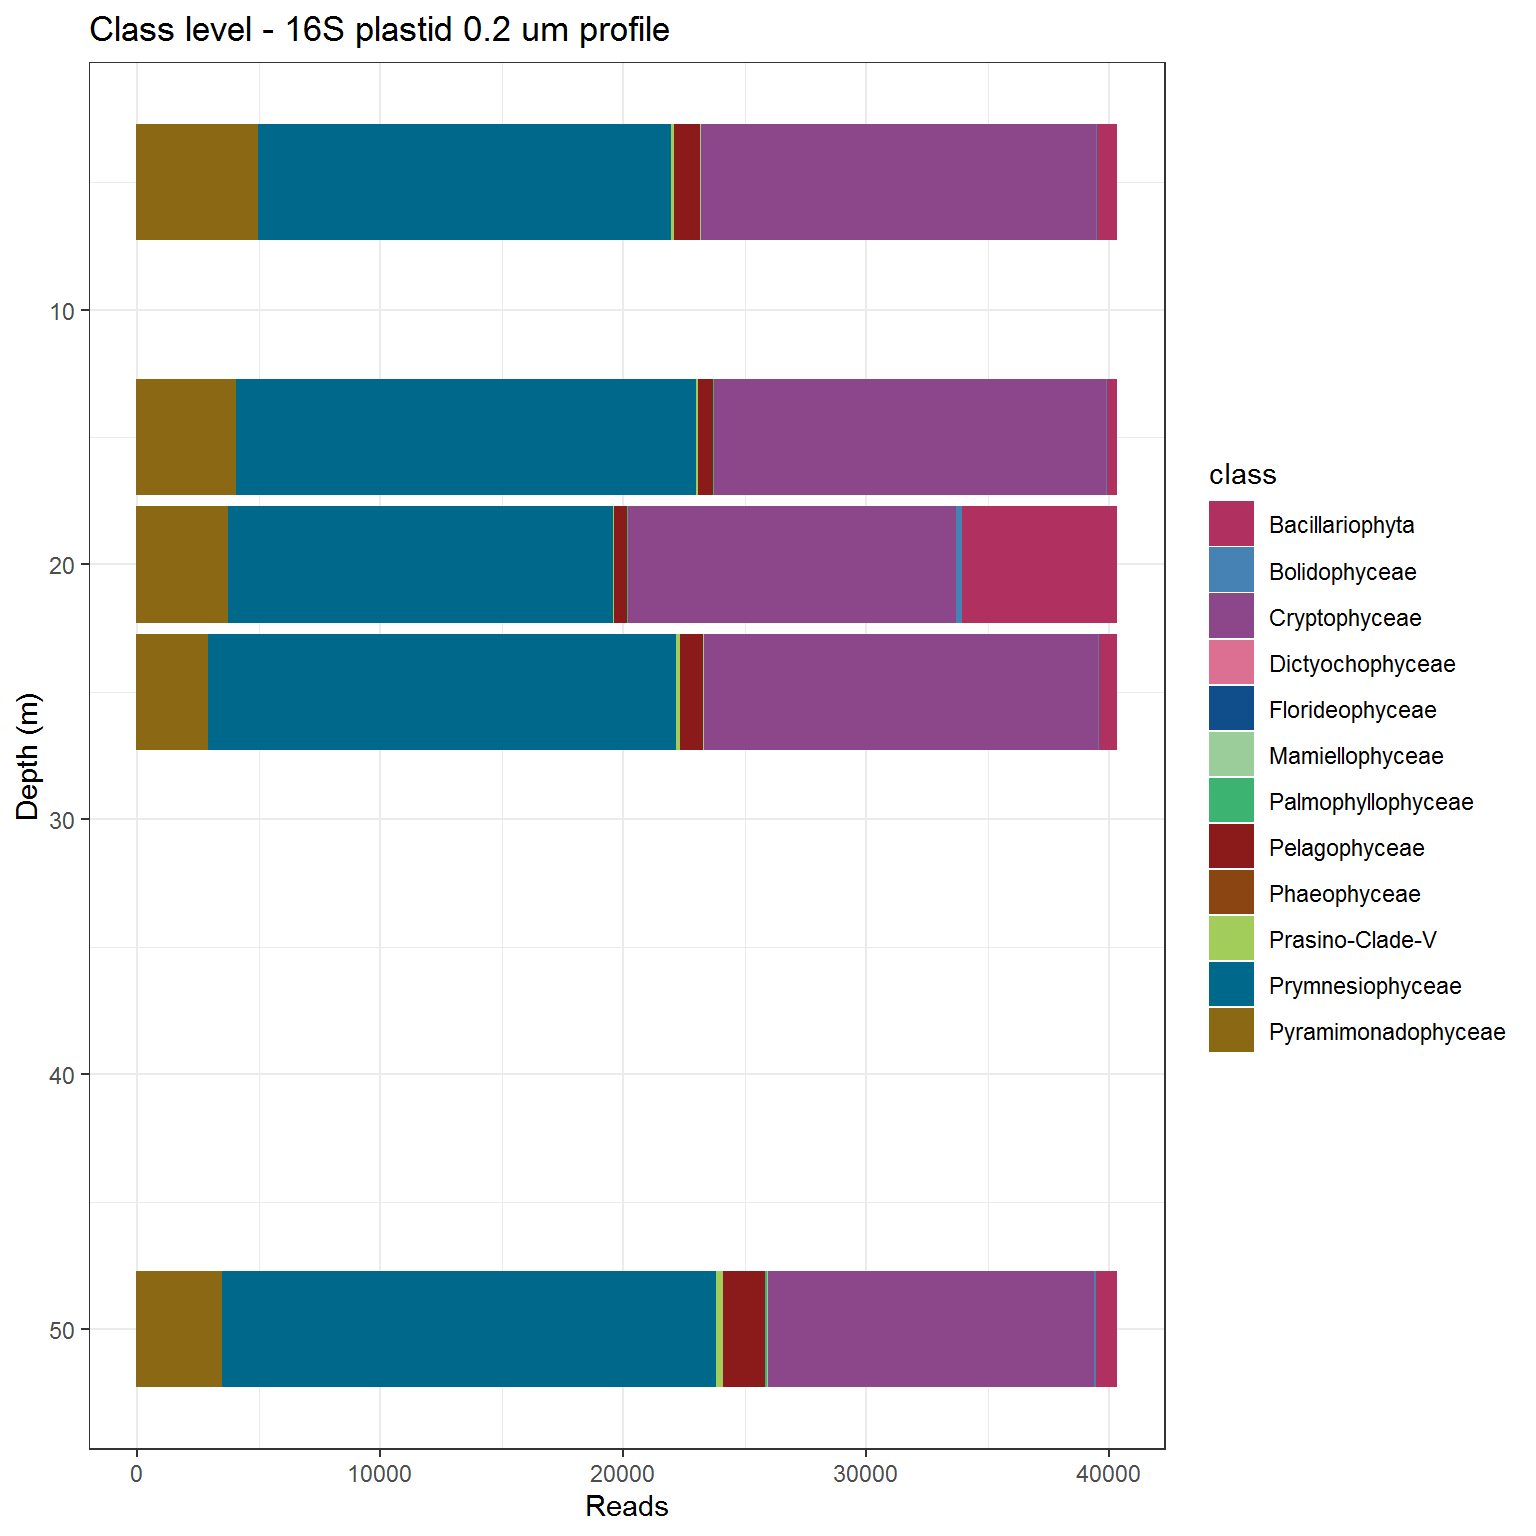 Class level - 16S plastid 0.2 um profile
10
20
30
40
50
Depth (m)
0 10000 20000 30000 40000
Reads
class
Bacillariophyta
Bolidophyceae
Cryptophyceae
Dictyochophyceae
Florideophyceae
Mamiellophyceae
Palmophyllophyceae
Pelagophyceae
Phaeophyceae
Prasino-Clade-V
Prymnesiophyceae
Pyramimonadophyceae